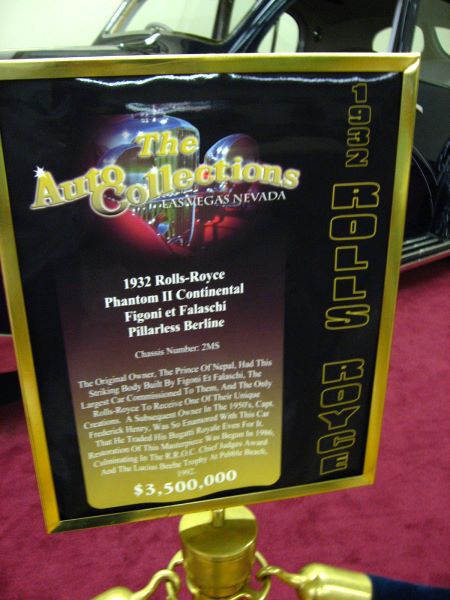 The
Auto Collections
LAS VEGAS NEVADA
1932 ROLLS ROYCE
1932 Rolls-Royce
Phantom II Continental
Figoni et Falaschi
Pillarless Berline
Chassis Number: 2MS
The Original Owner, The Prince Of Nepal, Had This
Striking Body Built By Figoni Et Falaschi, The
Largest Car Commissioned To Them, And The Only
Rolls-Royce To Receive One Of Their Unique
Creations. A Subsequent Owner In The 1950's, Capt.
Frederick Henry, Was So Enamored With This Car
That He Traded His Bugatti Royale Even For It.
Restoration Of This Masterpiece Was Begun In 1986,
Culminating In The R.R.O.C. Chief Judges Award
And The Lucius Beebe Trophy At Pebble Beach,
1992.
$3,500,000